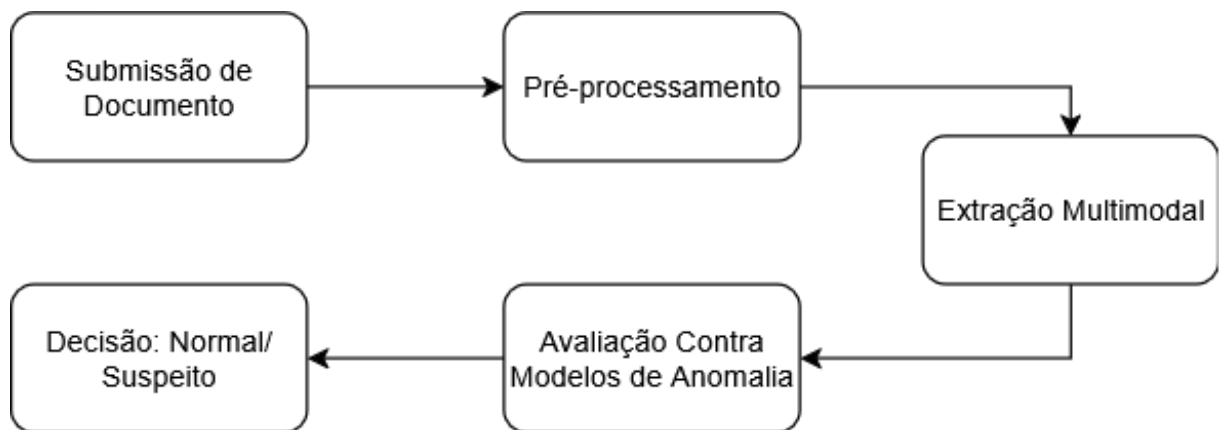 Submissão de
Documento
Pré-processamento
Extração Multimodal
Avaliação Contra
Modelos de Anomalia
Decisão: Normal/
Suspeito